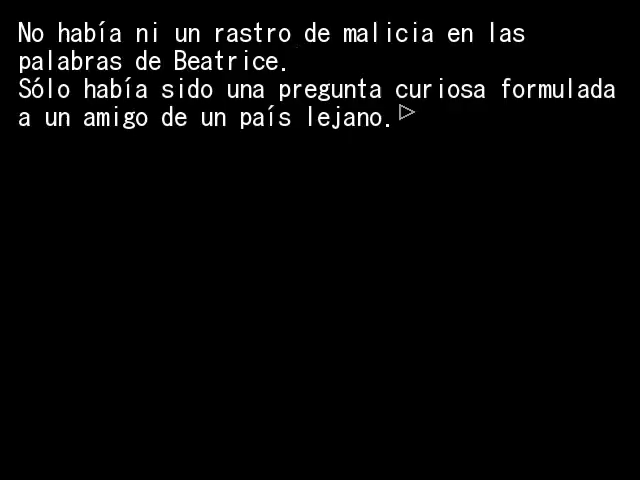 No había ni un rastro de malicia en las
palabras de Beatrice.
Sólo había sido una pregunta curiosa formulada
a un amigo de un país lejano.